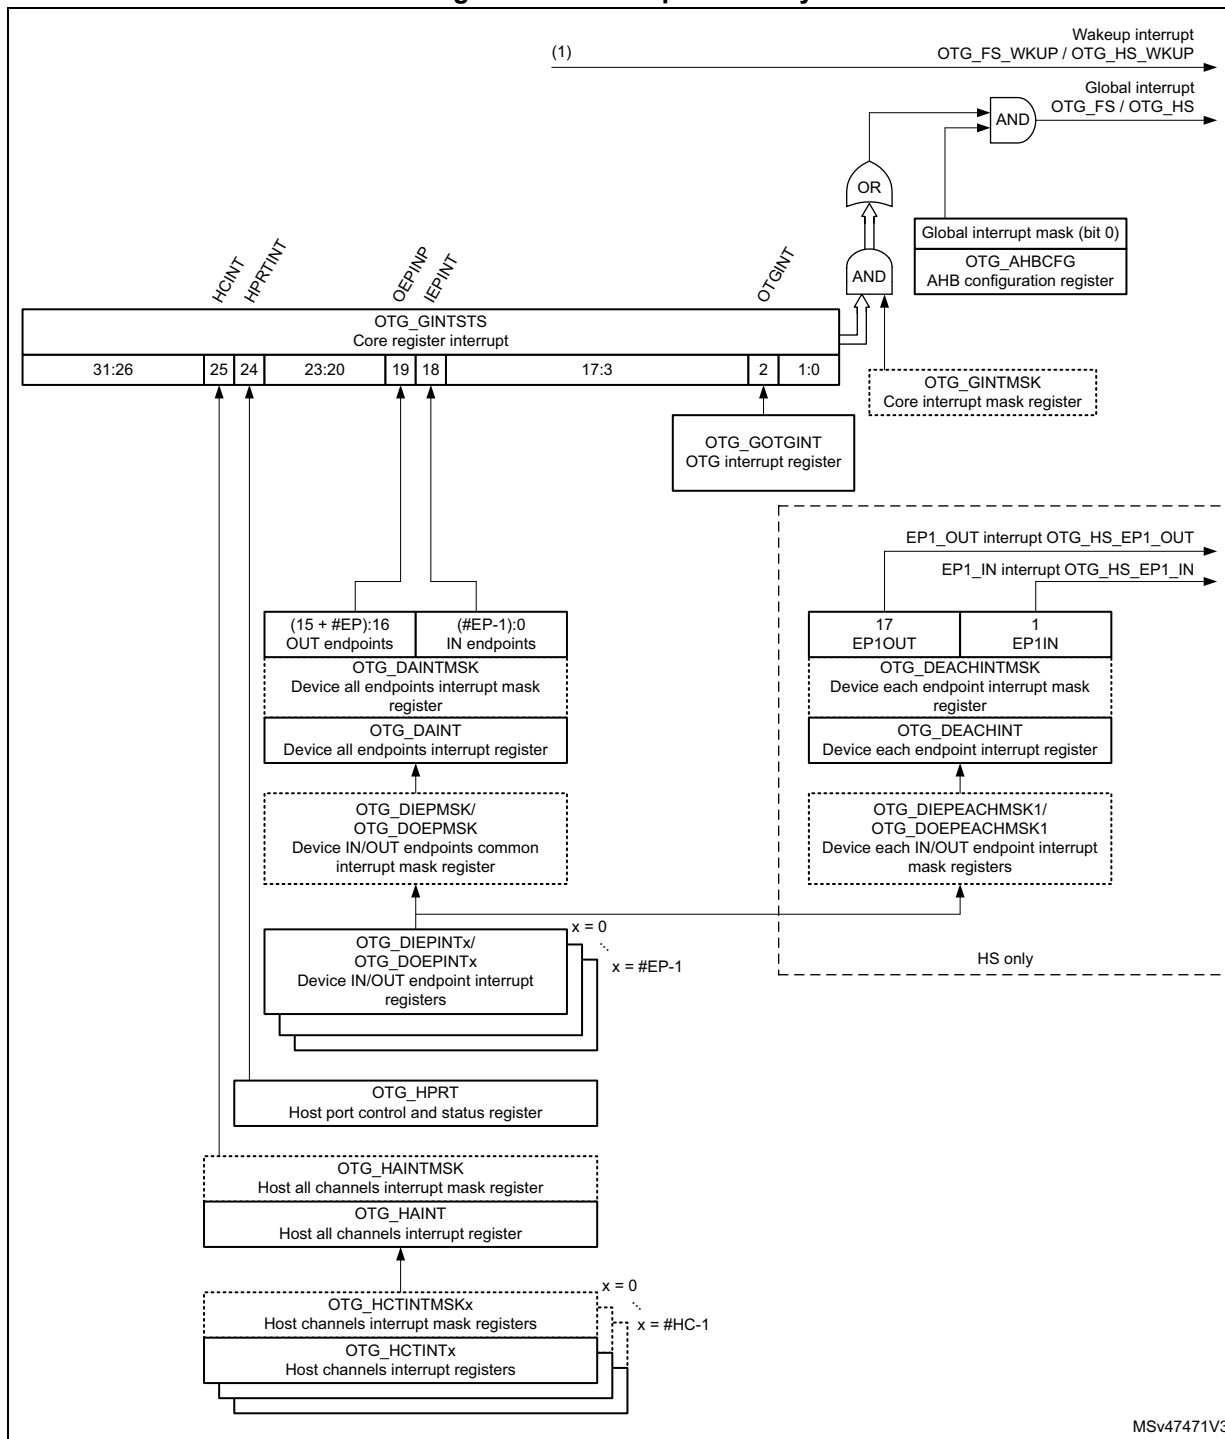 (1)
Wakeup interrupt
OTG_FS_WKUP / OTG_HS_WKUP
Global interrupt
OTG_FS / OTG_HS
AND
OR
Global interrupt mask (bit 0)
OTG_AHBCFG
AHB configuration register
AND
HCINT
HPRTINT
OEPINP
IEPINT
OTGINT
OTG_GINTSTS
Core register interrupt
31:26 25 24 23:20 19 18 17:3 2 1:0
OTG_GINTMSK
Core interrupt mask register
OTG_GOTGINT
OTG interrupt register
EP1_OUT interrupt OTG_HS_EP1_OUT
EP1_IN interrupt OTG_HS_EP1_IN
(15 + #EP):16
OUT endpoints
(#EP-1):0
IN endpoints
OTG_DAINTMSK
Device all endpoints interrupt mask
register
OTG_DAINT
Device all endpoints interrupt register
17
EP1OUT
1
EP1IN
OTG_DEACHINTMSK
Device each endpoint interrupt mask
register
OTG_DEACHINT
Device each endpoint interrupt register
OTG_DIEPMSK/
OTG_DOEPMSK
Device IN/OUT endpoints common
interrupt mask register
OTG_DIEPEACHMSK1/
OTG_DOEPEACHMSK1
Device each IN/OUT endpoint interrupt
mask registers
OTG_DIEPINTx/
OTG_DOEPINTx
Device IN/OUT endpoint interrupt
registers
x = 0
x = #EP-1
HS only
OTG_HPRT
Host port control and status register
OTG_HAINTMSK
Host all channels interrupt mask register
OTG_HAINT
Host all channels interrupt register
OTG_HCTINTMSKx
Host channels interrupt mask registers
OTG_HCTINTx
Host channels interrupt registers
x = 0
x = #HC-1
MSv47471V3